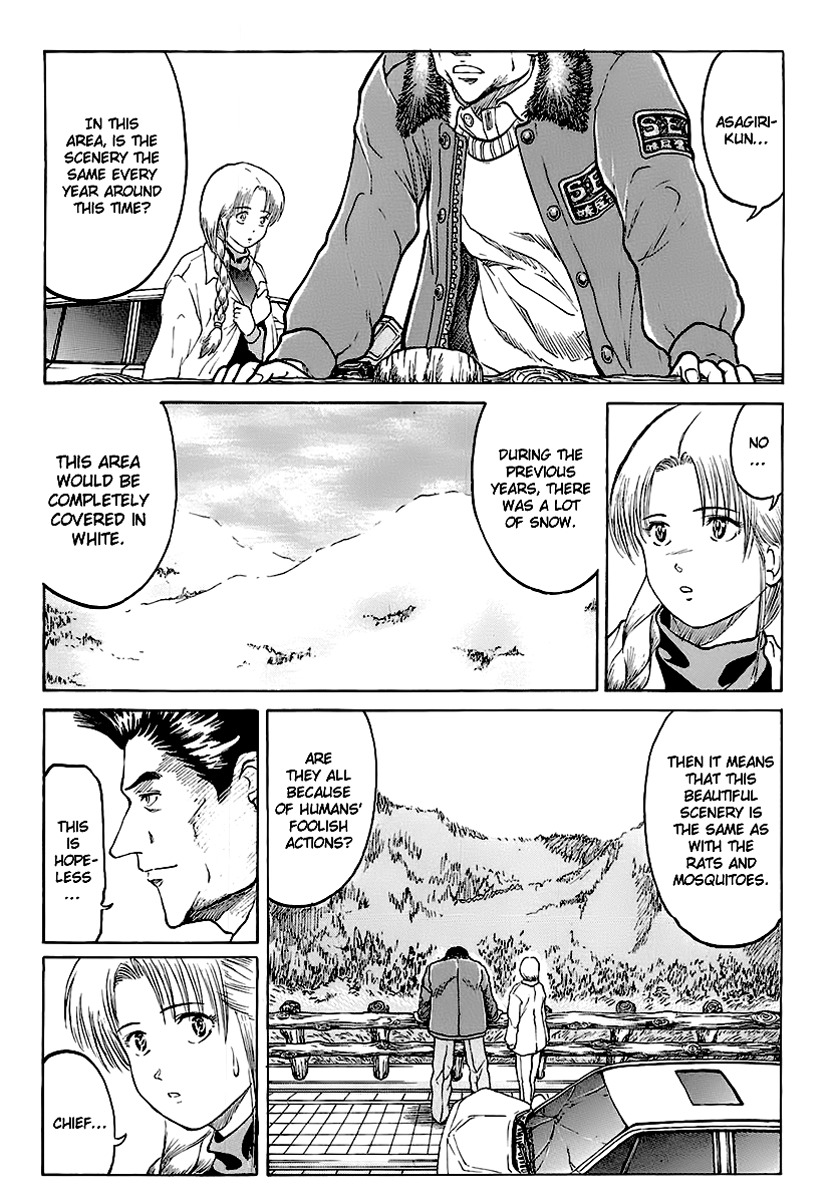 ASAGIRI-
KUN...
IN THIS
AREA, IS THE
SCENERY THE
SAME EVERY
YEAR AROUND
THIS TIME?
NO
...
DURING THE
PREVIOUS
YEARS, THERE
WAS A LOT
OF SNOW.
THIS AREA
WOULD BE
COMPLETELY
COVERED IN
WHITE.
THEN IT MEANS
THAT THIS
BEAUTIFUL
SCENERY IS
THE SAME AS
WITH THE
RATS AND
MOSQUITOES.
ARE
THEY ALL
BECAUSE
OF HUMANS'
FOOLISH
ACTIONS?
THIS
IS
HOPE-
LESS
...
CHIEF...